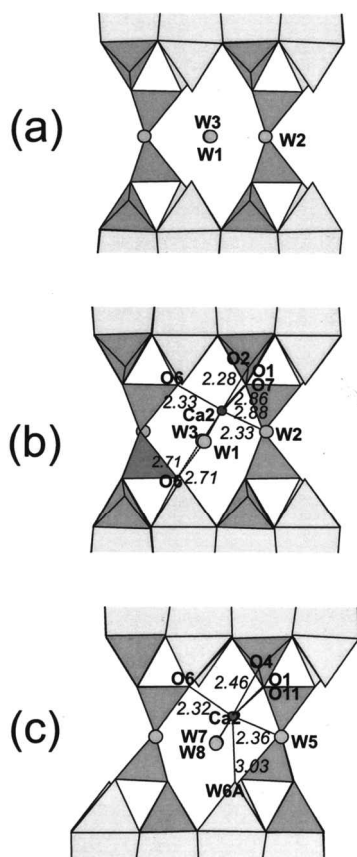 (a)
W3
W1
W2
(b)
O2
O1
O6
2.28
O7
2.33
2.86
Ca2
2.88
W3
2.33
W2
W1
2.71
O5
2.71
(c)
O4
O6
O1
2.46
O11
2.32
Ca2
W7
2.36
W5
W8
3.03
W6A